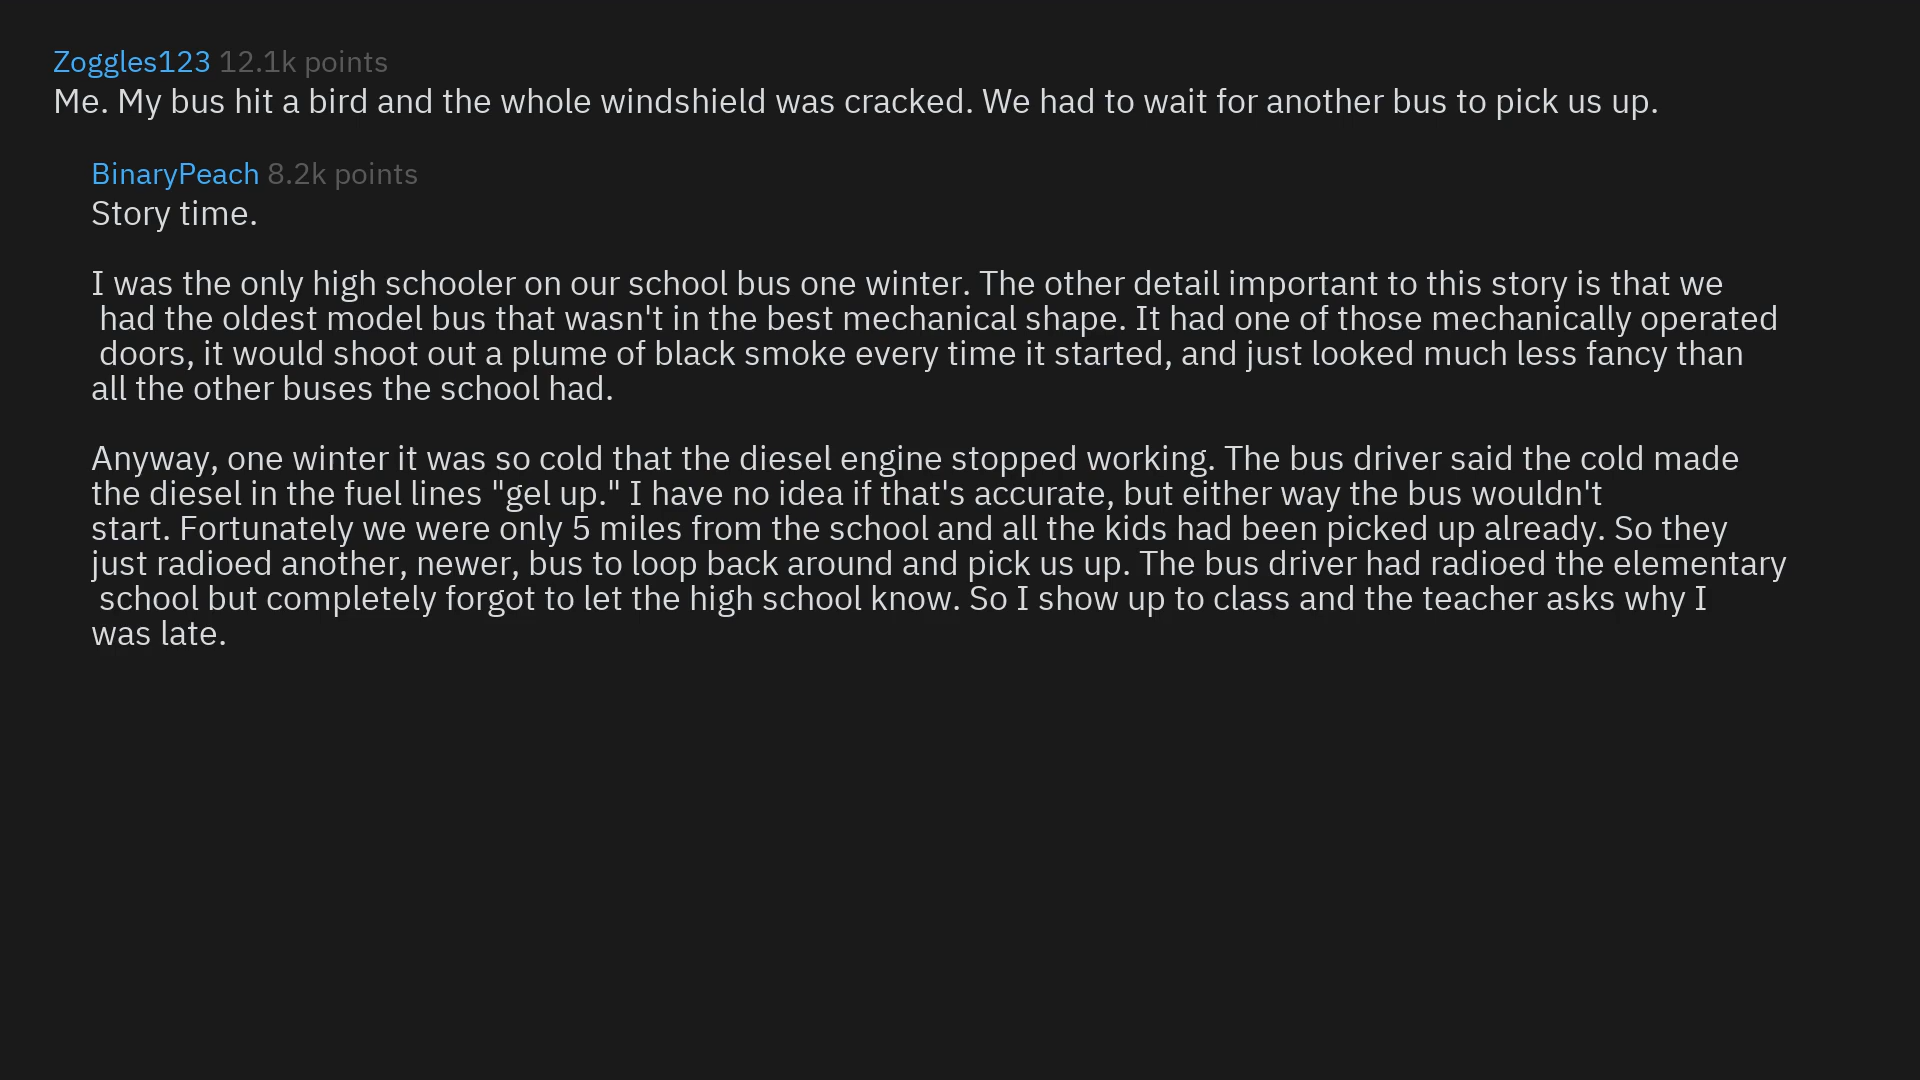 Zoggles123 12.1k points
Me. My bus hit a bird and the whole windshield was cracked. We had to wait for another bus to pick us up.
BinaryPeach 8.2k points
Story time.
I was the only high schooler on our school bus one winter. The other detail important to this story is that we
had the oldest model bus that wasn't in the best mechanical shape. It had one of those mechanically operated
doors, it would shoot out a plume of black smoke every time it started, and just looked much less fancy than
all the other buses the school had.
Anyway, one winter it was so cold that the diesel engine stopped working. The bus driver said the cold made
the diesel in the fuel lines "gel up." I have no idea if that's accurate, but either way the bus wouldn't
start. Fortunately we were only 5 miles from the school and all the kids had been picked up already. So they
just radioed another, newer, bus to loop back around and pick us up. The bus driver had radioed the elementary
school but completely forgot to let the high school know. So I show up to class and the teacher asks why I
was late.